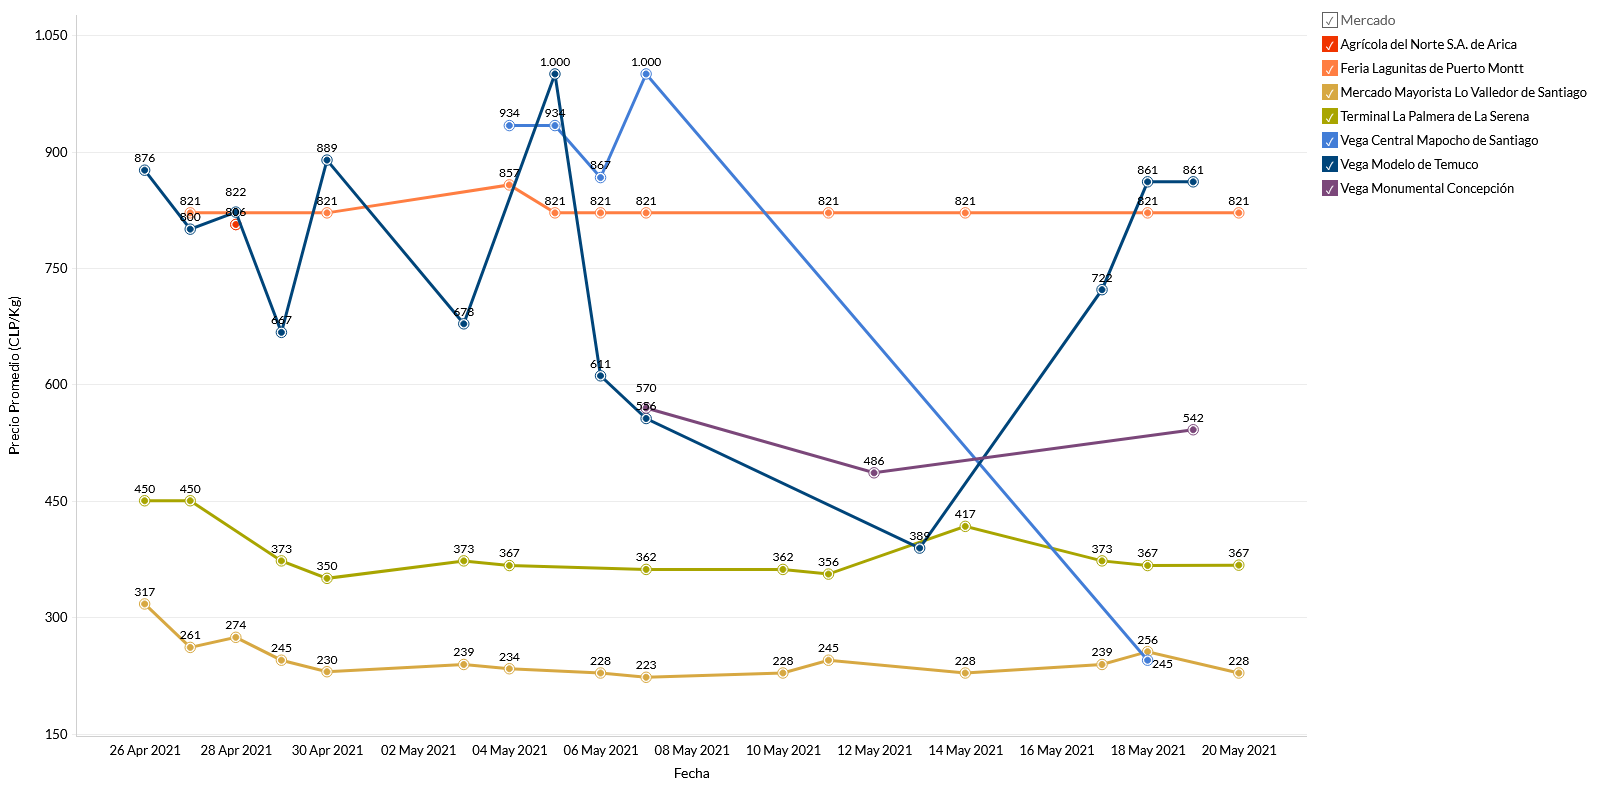 Mercado
Agrícola del Norte S.A. de Arica
Feria Lagunitas de Puerto Montt
Mercado Mayorista Lo Valledor de Santiago
Terminal La Palmera de La Serena
Vega Central Mapocho de Santiago
Vega Modelo de Temuco
Vega Monumental Concepción
Precio Promedio (CLP/Kg)
1.050
900
750
600
450
300
150
876 800 822 667 889 678 1.000 611 556 389 722 861 861
821 821 857 821 821 821 821 821 821 821
806
934 934 867 1.000 245
570 486 542
450 450 373 350 373 367 362 362 356 417 373 367 367
317 261 274 245 230 239 234 228 223 228 245 228 239 256 228
26 Apr 2021 28 Apr 2021 30 Apr 2021 02 May 2021 04 May 2021 06 May 2021 08 May 2021 10 May 2021 12 May 2021 14 May 2021 16 May 2021 18 May 2021 20 May 2021
Fecha